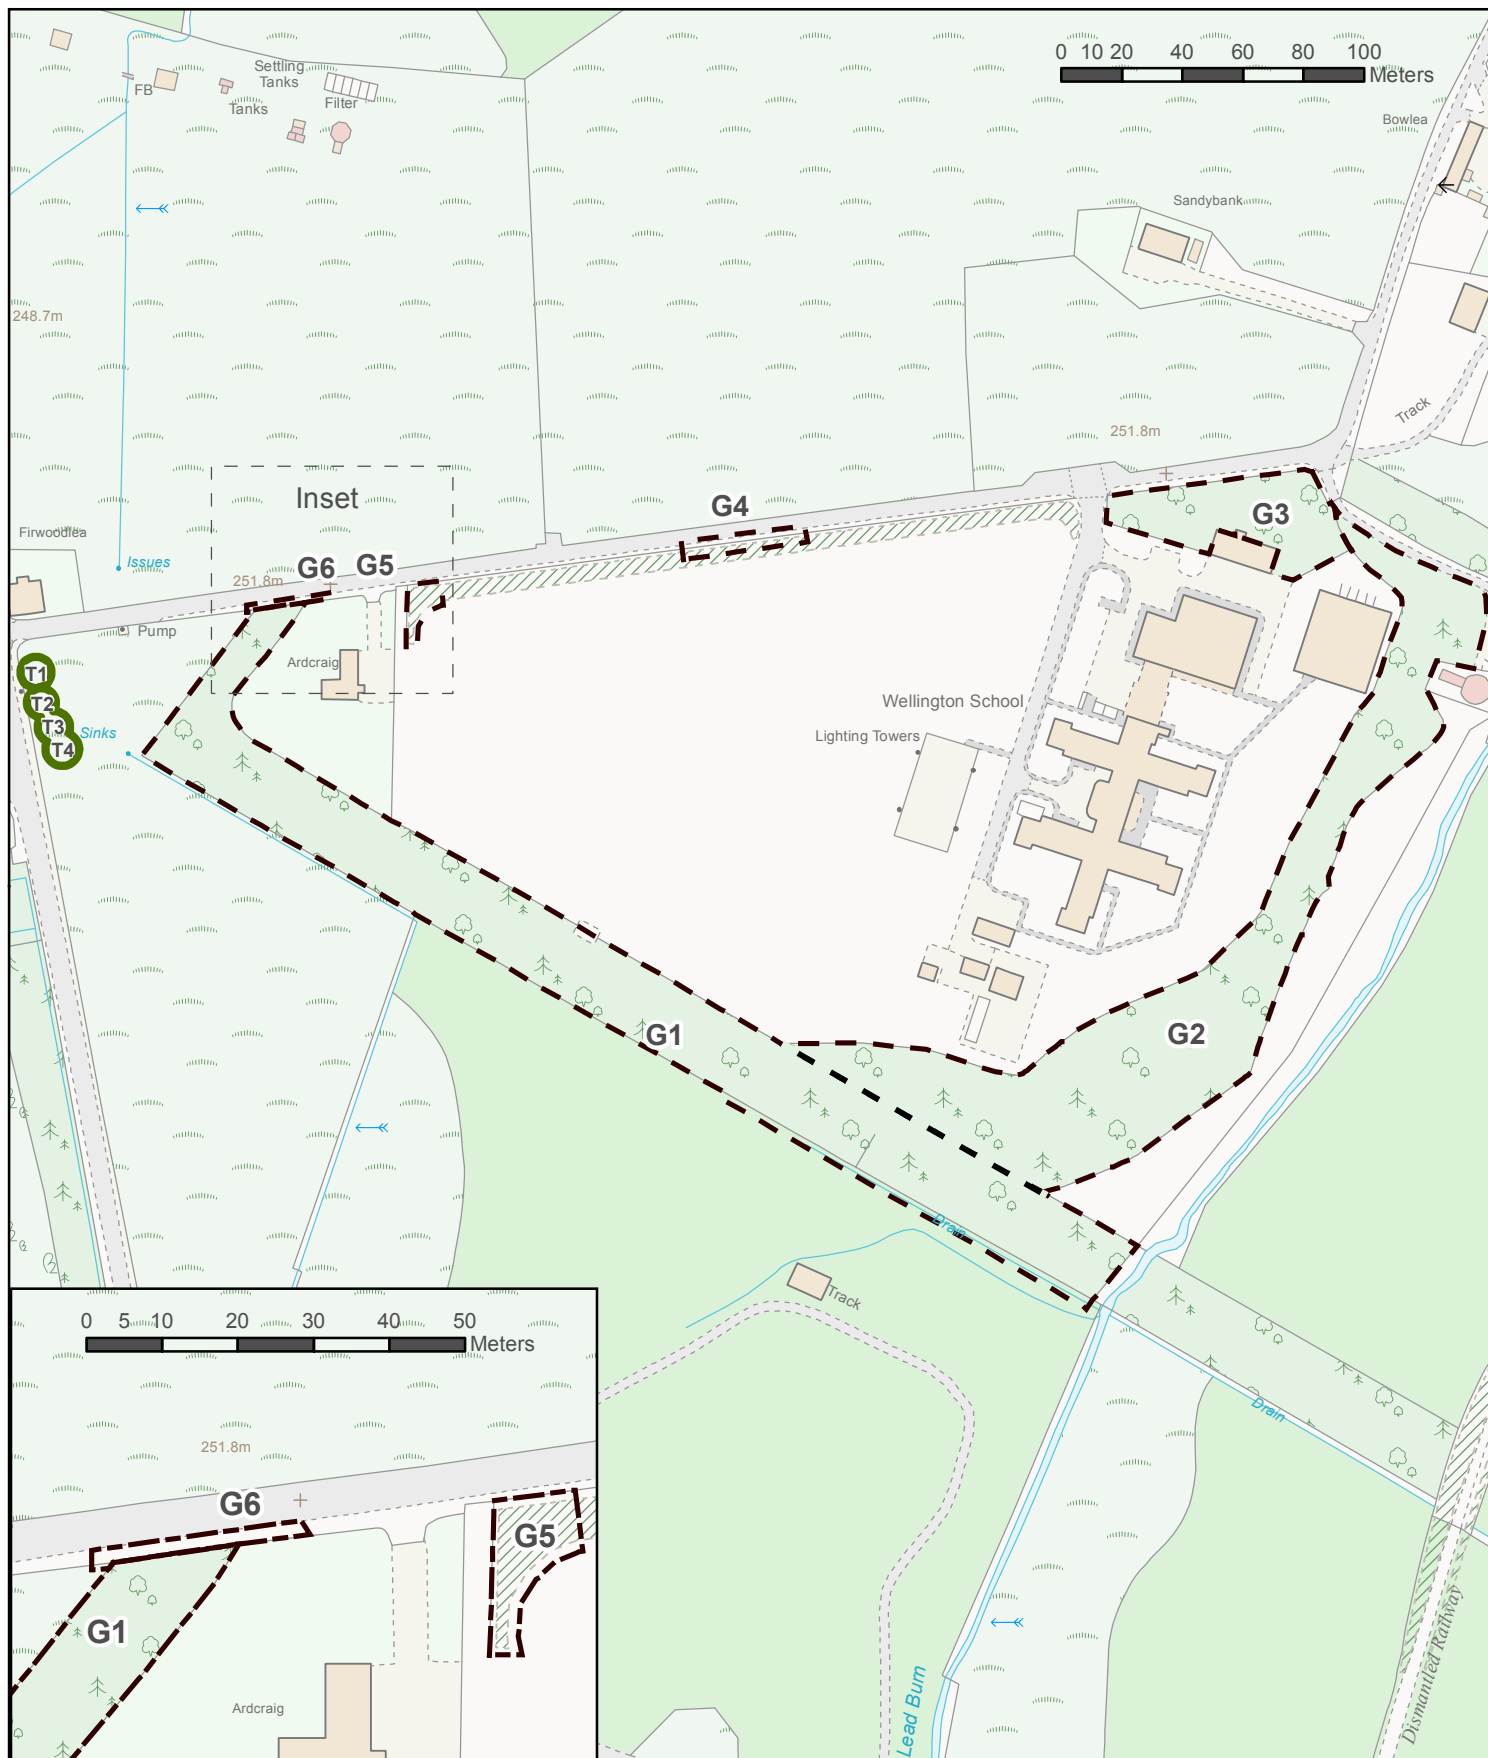 0 10 20 40 60 80 100
Meters
Settling
Tanks
FB
Tanks
Filter
Bowlea
Sandybank
248.7m
Track
251.8m
Inset
G4
G3
Firwoodlea
Issues
G6
G5
251.8m
Pump
Ardcraig
T1
T2
T3
T4
Sinks
Wellington School
Lighting Towers
G1
G2
Drain
Track
0 5 10 20 30 40 50
Meters
Drain
251.8m
G6
G5
G1
Ardcraig
Lead Burn
Dismantled Railway